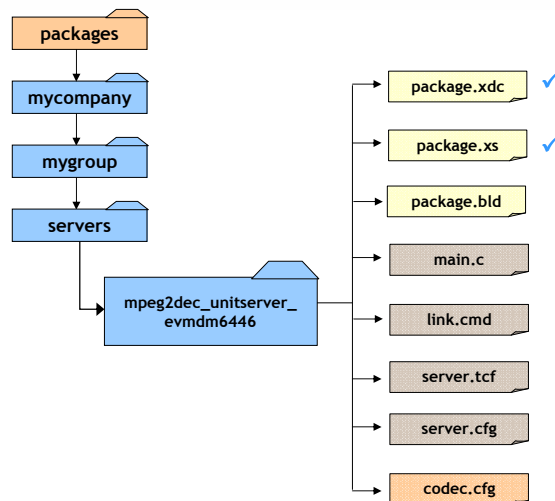 packages
mycompany
mygroup
servers
mpeg2dec_unitserver_
evmdm6446
package.xdc
package.xs
package.bld
main.c
link.cmd
server.tcf
server.cfg
codec.cfg